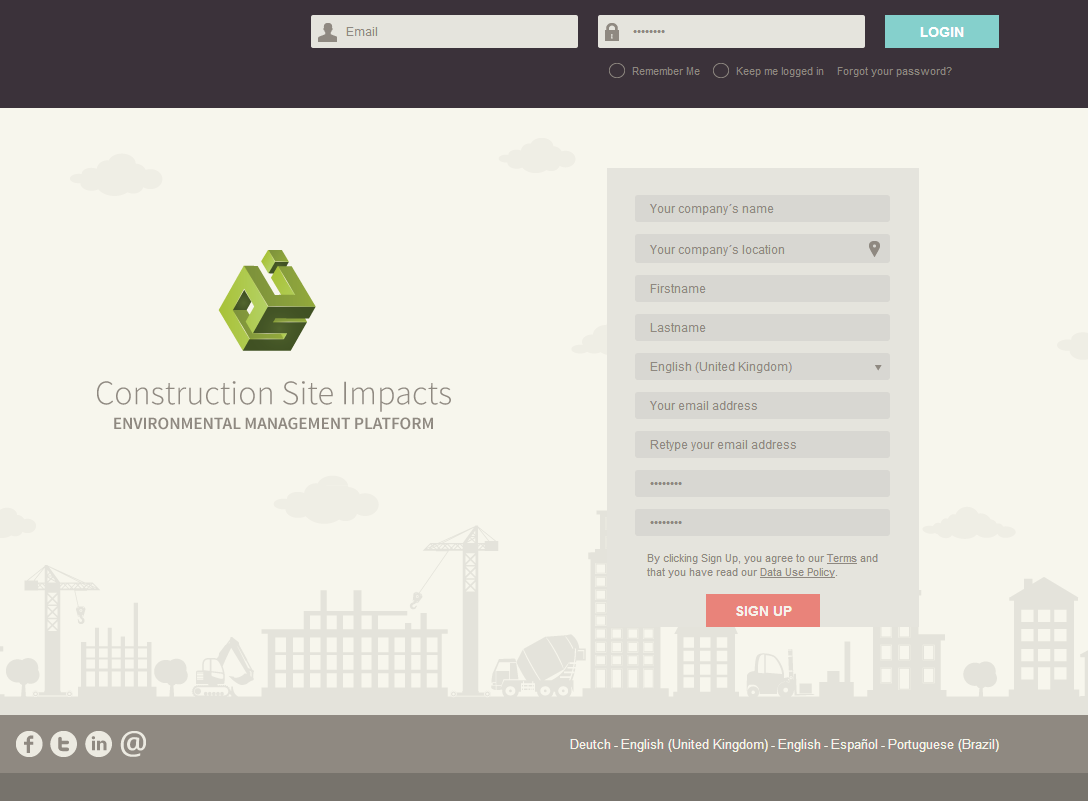 Email
••••••••
LOGIN
Remember Me
Keep me logged in
Forgot your password?
Your company´s name
Your company´s location
Firstname
Lastname
English (United Kingdom)
Your email address
Retype your email address
••••••••
••••••••
By clicking Sign Up, you agree to our Terms and
that you have read our Data Use Policy.
SIGN UP
Construction Site Impacts
ENVIRONMENTAL MANAGEMENT PLATFORM
Deutch - English (United Kingdom) - English - Español - Portuguese (Brazil)